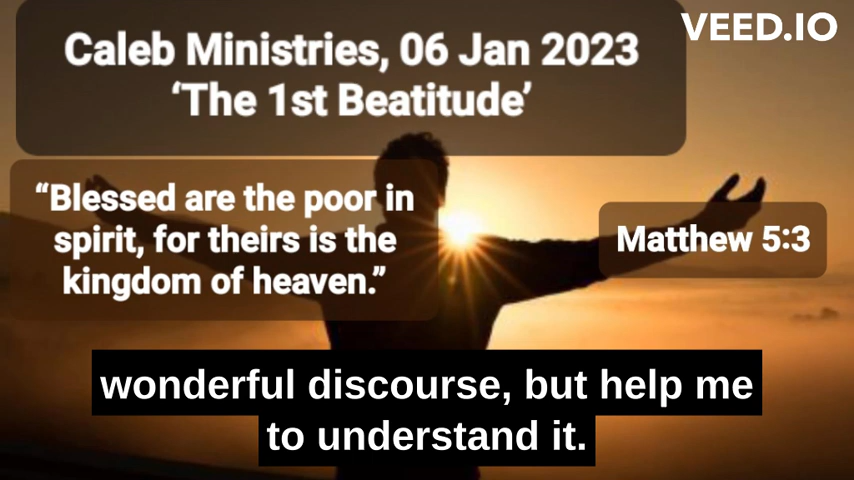 VEED.IO
Caleb Ministries, 06 Jan 2023
‘The 1st Beatitude’
“Blessed are the poor in
spirit, for theirs is the
kingdom of heaven.”
Matthew 5:3
wonderful discourse, but help me
to understand it.